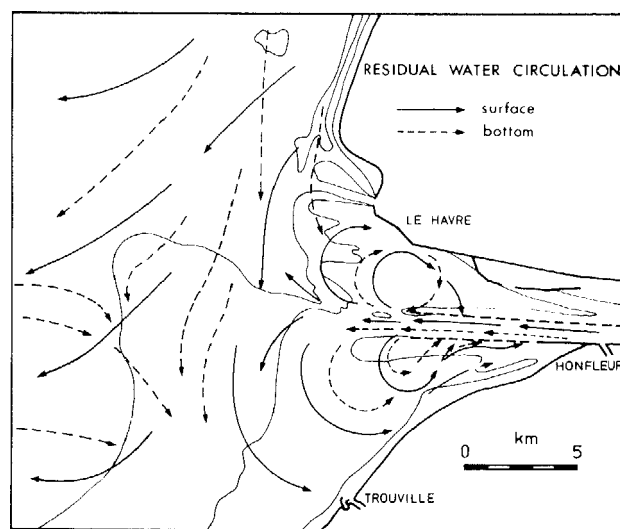 RESIDUAL WATER CIRCULATION
surface
bottom
LE HAVRE
HONFLEUR
km
0 5
TROUVILLE